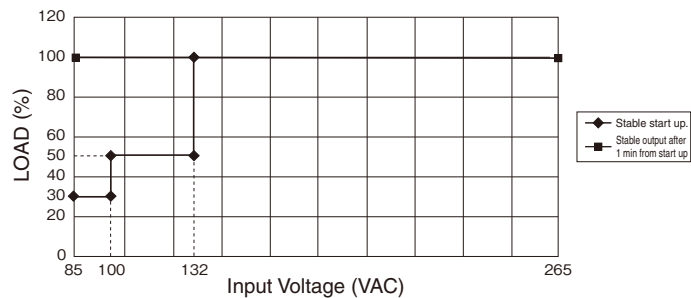 120
100
80
60
50
40
30
20
0
LOAD (%)
85
100
132
265
Input Voltage (VAC)
Stable start up.
Stable output after
1 min from start up